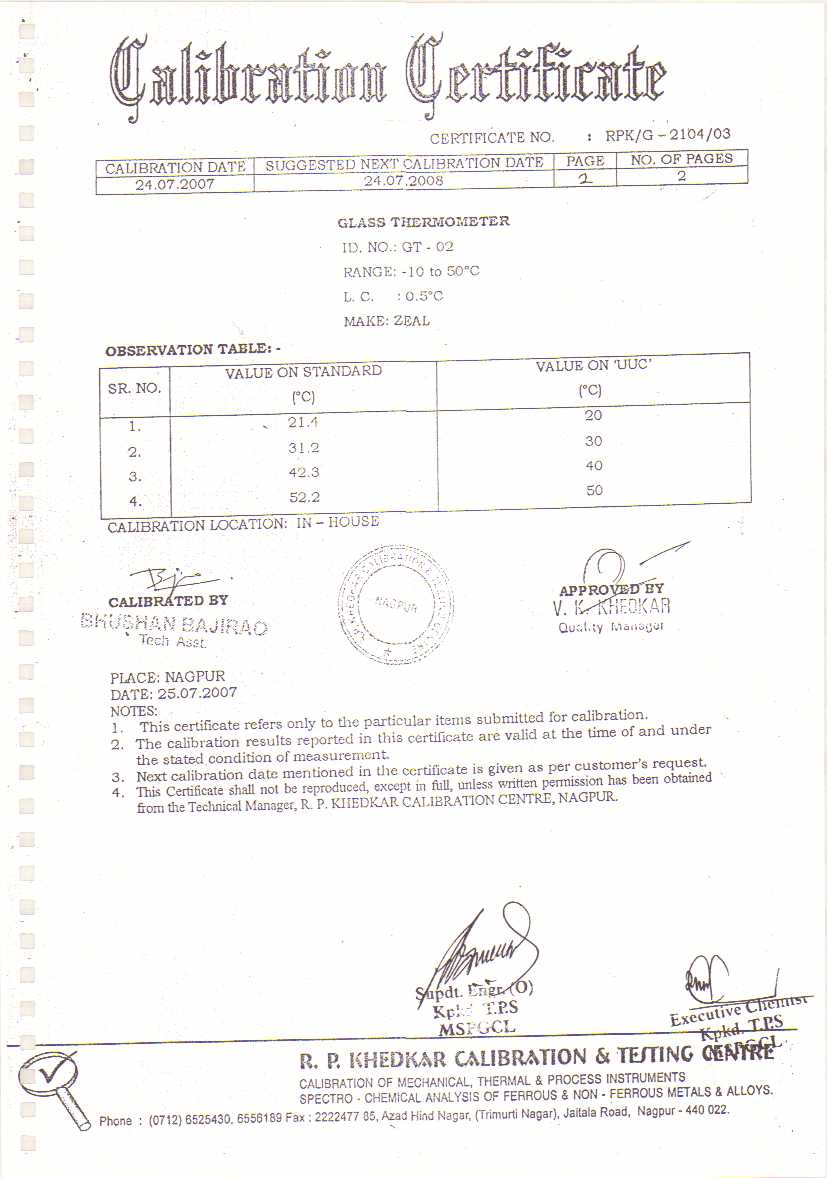 Calibration Certificate
CERTIFICATE NO. : RPK/G – 2104/03
CALIBRATION DATE SUGGESTED NEXT CALIBRATION DATE PAGE NO. OF PAGES
24.07.2007 24.07.2008 2 2
GLASS THERMOMETER
ID. NO.: GT - 02
RANGE: -10 to 50°C
L. C. : 0.5°C
MAKE: ZEAL
OBSERVATION TABLE: -
SR. NO. VALUE ON STANDARD (°C) VALUE ON 'UUC' (°C)
1. 21.4 20
2. 31.2 30
3. 42.3 40
4. 52.2 50
CALIBRATION LOCATION: IN – HOUSE
CALIBRATED BY
BHUSHAN BAJIRAO
Tech Asst.
NAGPUR
APPROVED BY
V. K. KHEDKAR
Quality Manager
PLACE: NAGPUR
DATE: 25.07.2007
NOTES:
1. This certificate refers only to the particular items submitted for calibration.
2. The calibration results reported in this certificate are valid at the time of and under
the stated condition of measurement.
3. Next calibration date mentioned in the certificate is given as per customer's request.
4. This Certificate shall not be reproduced, except in full, unless written permission has been obtained
from the Technical Manager, R. P. KHEDKAR CALIBRATION CENTRE, NAGPUR.
Supdt. Engr. (O)
Kpkd T.P.S
MSPGCL
Executive Chemist
Kpkd. T.P.S
MSPGCL
R. P. KHEDKAR CALIBRATION & TESTING CENTRE
CALIBRATION OF MECHANICAL, THERMAL & PROCESS INSTRUMENTS
SPECTRO - CHEMICAL ANALYSIS OF FERROUS & NON - FERROUS METALS & ALLOYS.
Phone : (0712) 6525430, 6556189 Fax : 2222477 85, Azad Hind Nagar, (Trimurti Nagar), Jaitala Road, Nagpur - 440 022.